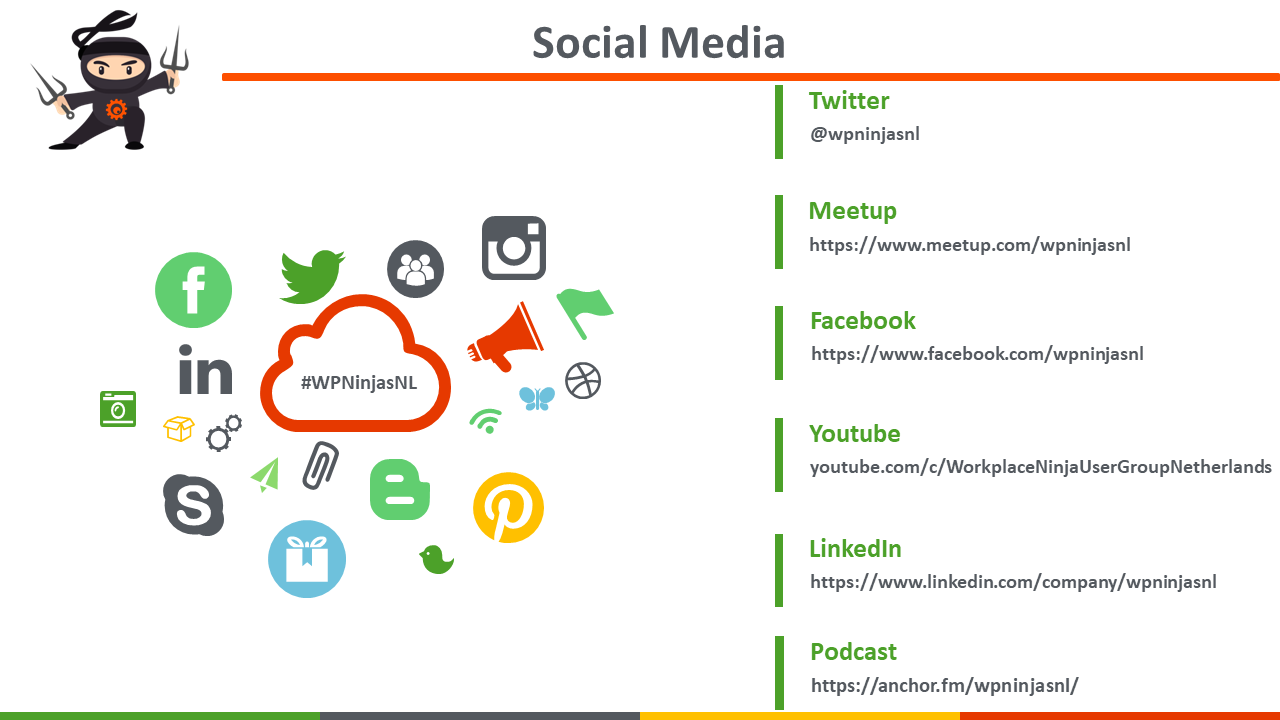 Social Media
Twitter
@wpninjasnl
Meetup
https://www.meetup.com/wpninjasnl
Facebook
https://www.facebook.com/wpninjasnl
#WPNinjasNL
Youtube
youtube.com/c/WorkplaceNinjaUserGroupNetherlands
LinkedIn
https://www.linkedin.com/company/wpninjasnl
Podcast
https://anchor.fm/wpninjasnl/